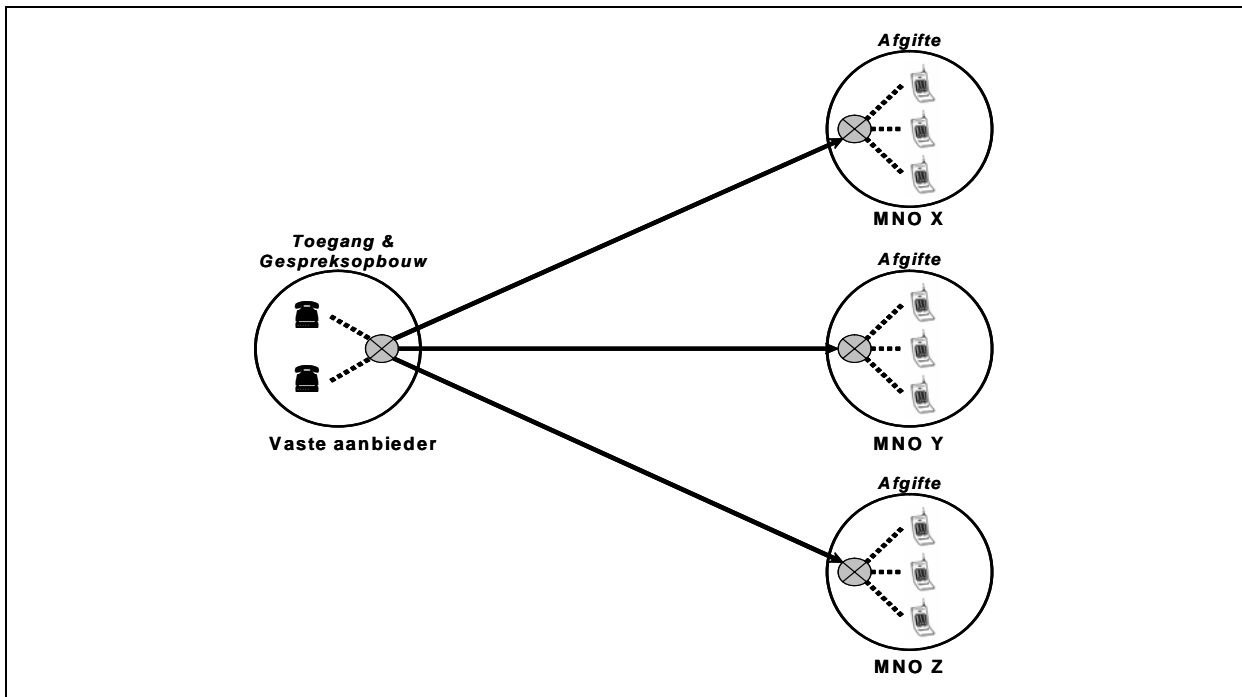 Afgifte
MNO X
Toegang &
Gespreksopbouw
Vaste aanbieder
Afgifte
MNO Y
Afgifte
MNO Z